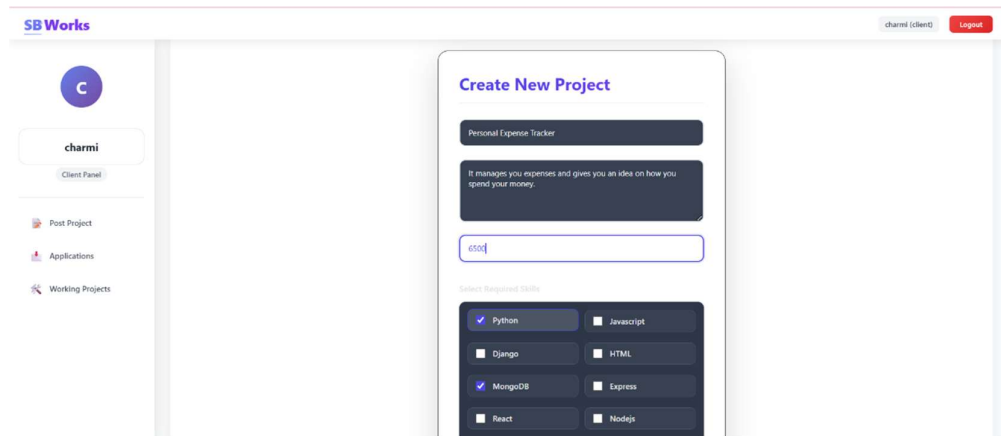 SB Works
charmi (client)
Logout
C
charmi
Client Panel
Post Project
Applications
Working Projects
Create New Project
Personal Expense Tracker
It manages you expenses and gives you an idea on how you
spend your money.
6500
Select Required Skills
Python
Javascript
Django
HTML
MongoDB
Express
React
Nodejs